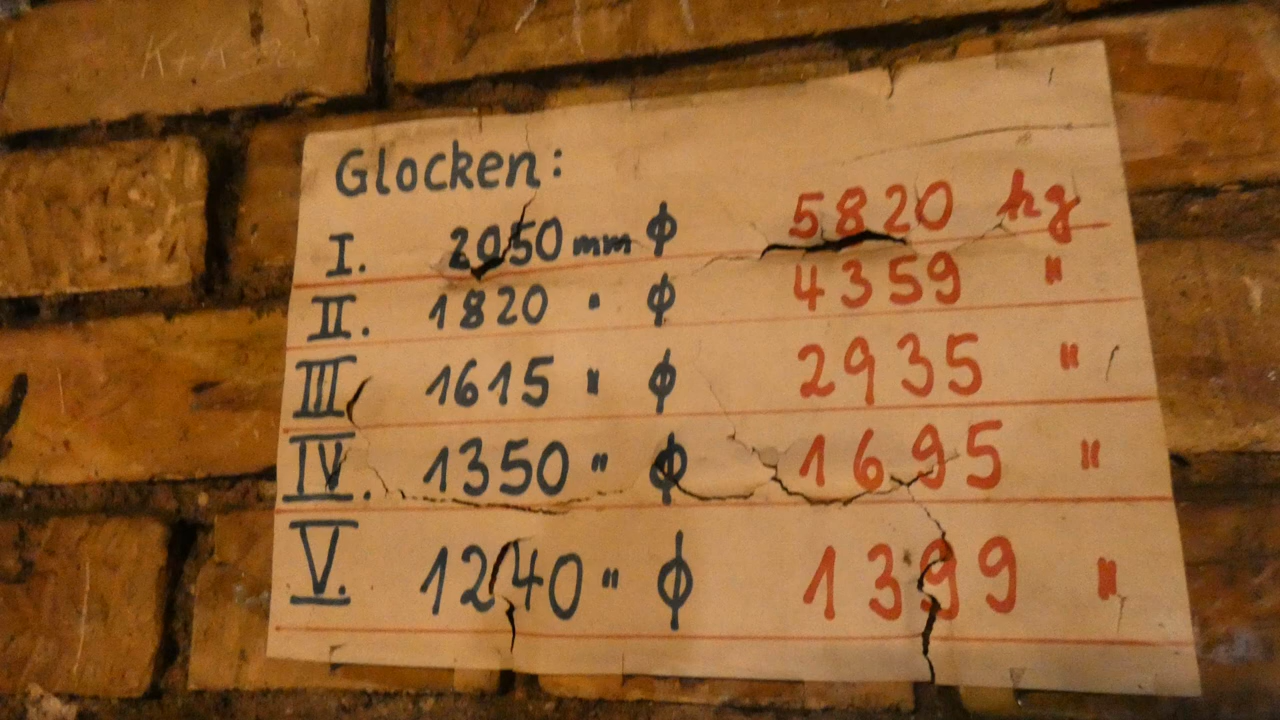 Glocken:
I. 2050 mm ϕ 5820 kg
II. 1820 " ϕ 4359 "
III 1615 " ϕ 2935 "
IV. 1350 " ϕ 1695 "
V. 1240 " ϕ 1399 "